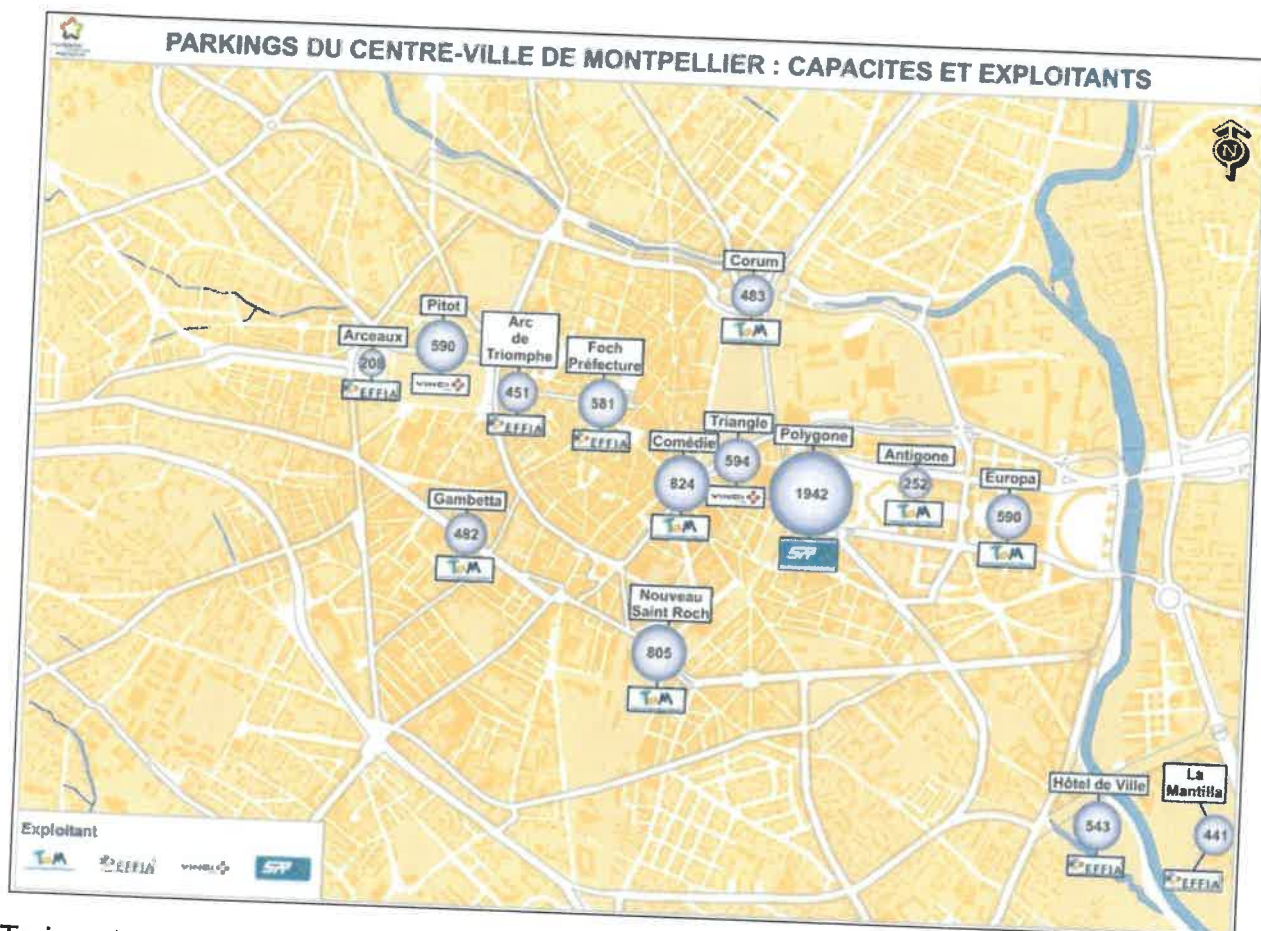 PARKINGS DU CENTRE-VILLE DE MONTPELLIER : CAPACITES ET EXPLOITANTS
N
Corum
483
TaM
Pitot
590
VINCI
Arceaux
208
EFFIA
Arc
de
Triomphe
451
EFFIA
Foch
Préfecture
581
EFFIA
Triangle
594
VINCI
Comédie
824
TaM
Polygone
1942
Antigone
252
TaM
Europa
590
TaM
Gambetta
482
TaM
Nouveau
Saint Roch
805
TaM
Hôtel de Ville
543
EFFIA
La
Mantilla
441
EFFIA
Exploitant
TaM
EFFIA
VINCI